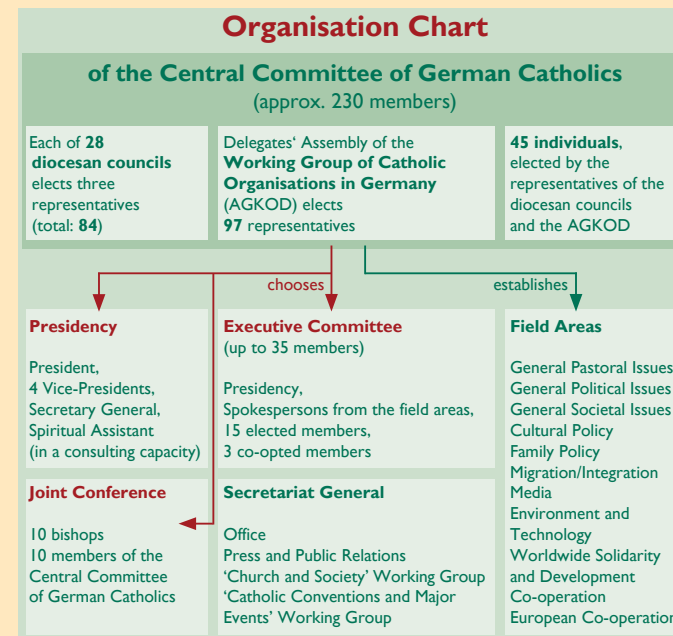 Organisation Chart
of the Central Committee of German Catholics
(approx. 230 members)
Each of 28
diocesan councils
elects three
representatives
(total: 84)
Delegates‘ Assembly of the
Working Group of Catholic
Organisations in Germany
(AGKOD) elects
97 representatives
45 individuals,
elected by the
representatives of the
diocesan councils
and the AGKOD
chooses
establishes
Presidency
President,
4 Vice-Presidents,
Secretary General,
Spiritual Assistant
(in a consulting capacity)
Executive Committee
(up to 35 members)
Presidency,
Spokespersons from the field areas,
15 elected members,
3 co-opted members
Field Areas
General Pastoral Issues
General Political Issues
General Societal Issues
Cultural Policy
Family Policy
Migration/Integration
Media
Environment and
Technology
Worldwide Solidarity
and Development
Co-operation
European Co-operation
Joint Conference
10 bishops
10 members of the
Central Committee
of German Catholics
Secretariat General
Office
Press and Public Relations
‘Church and Society’ Working Group
‘Catholic Conventions and Major
Events’ Working Group